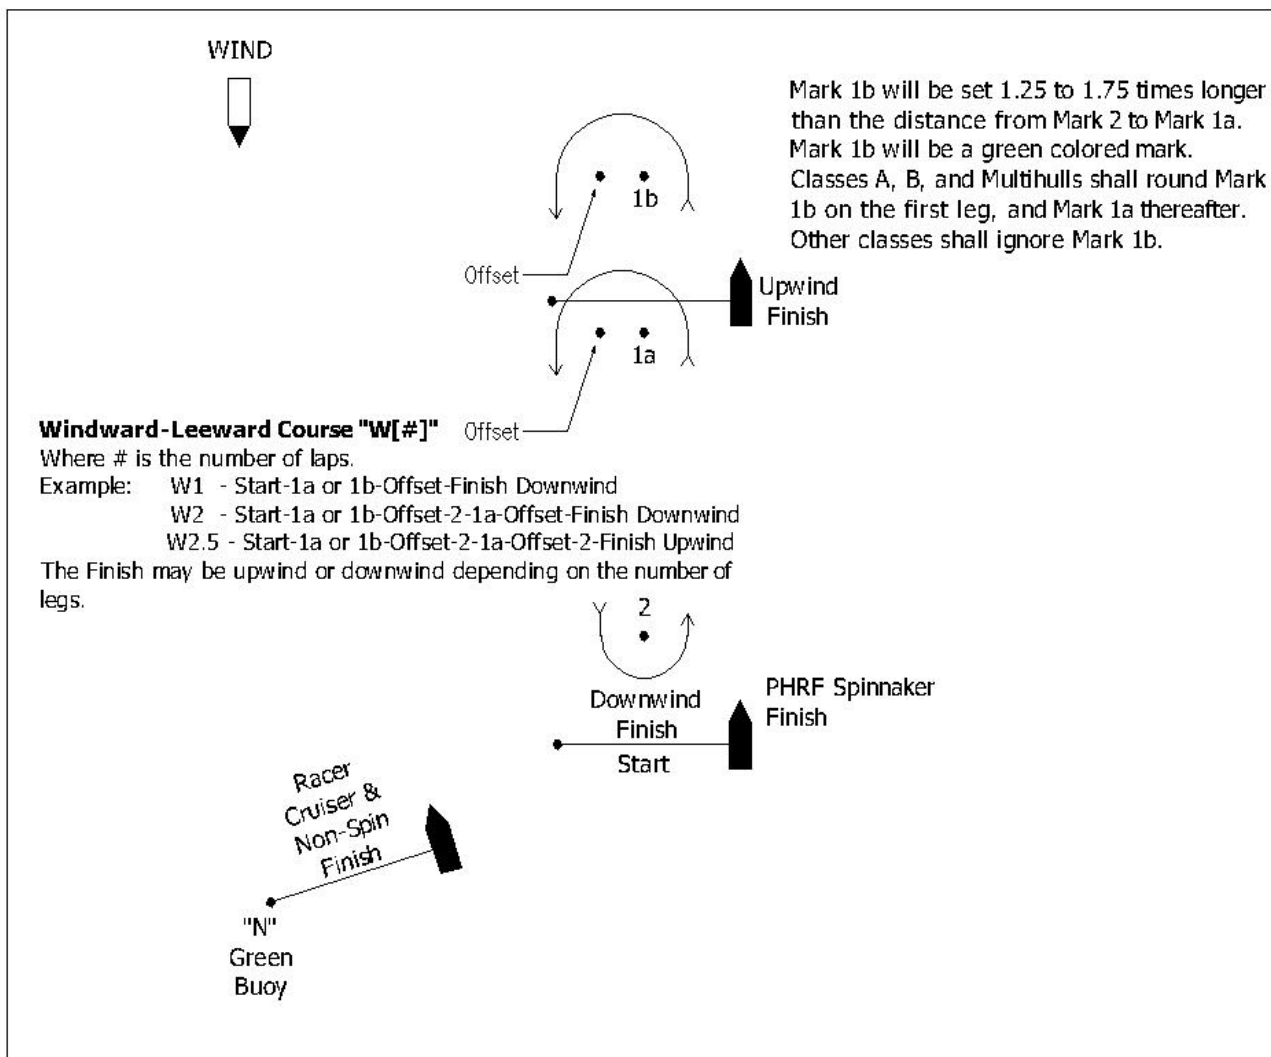 WIND
Mark 1b will be set 1.25 to 1.75 times longer
than the distance from Mark 2 to Mark 1a.
Mark 1b will be a green colored mark.
Classes A, B, and Multihulls shall round Mark
1b on the first leg, and Mark 1a thereafter.
Other classes shall ignore Mark 1b.
1b
Offset
Upwind
Finish
1a
Offset
Windward-Leeward Course "W[#]"
Where # is the number of laps.
Example: W1 - Start-1a or 1b-Offset-Finish Downwind
W2 - Start-1a or 1b-Offset-2-1a-Offset-Finish Downwind
W2.5 - Start-1a or 1b-Offset-2-1a-Offset-2-Finish Upwind
The Finish may be upwind or downwind depending on the number of
legs.
2
Downwind
Finish
Start
PHRF Spinnaker
Finish
Racer
Cruiser &
Non-Spin
Finish
"N"
Green
Buoy